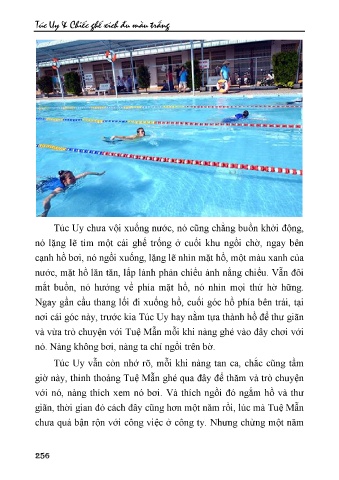 Túc Uy & Chiếc ghế xích đu màu trắng
Túc Uy chưa vội xuống nước, nó cũng chẳng buồn khởi động,
nó lặng lẽ tìm một cái ghế trống ở cuối khu ngồi chờ, ngay bên
cạnh hồ bơi, nó ngồi xuống, lặng lẽ nhìn mặt hồ, một màu xanh của
nước, mặt hồ lăn tăn, lấp lánh phản chiếu ánh nắng chiều. Vẫn đôi
mắt buồn, nó hướng về phía mặt hồ, nó nhìn mọi thứ hờ hững.
Ngay gần cầu thang lối đi xuống hồ, cuối góc hồ phía bên trái, tại
nơi cái góc này, trước kia Túc Uy hay nằm tựa thành hồ để thư giãn
và vừa trò chuyện với Tuệ Mẫn mỗi khi nàng ghé vào đây chơi với
nó. Nàng không bơi, nàng ta chỉ ngồi trên bờ.
Túc Uy vẫn còn nhớ rõ, mỗi khi nàng tan ca, chắc cũng tầm
giờ này, thỉnh thoảng Tuệ Mẫn ghé qua đây để thăm và trò chuyện
với nó, nàng thích xem nó bơi. Và thích ngồi đó ngắm hồ và thư
giãn, thời gian đó cách đây cũng hơn một năm rồi, lúc mà Tuệ Mẫn
chưa quá bận rộn với công việc ở công ty. Nhưng chừng một năm
256